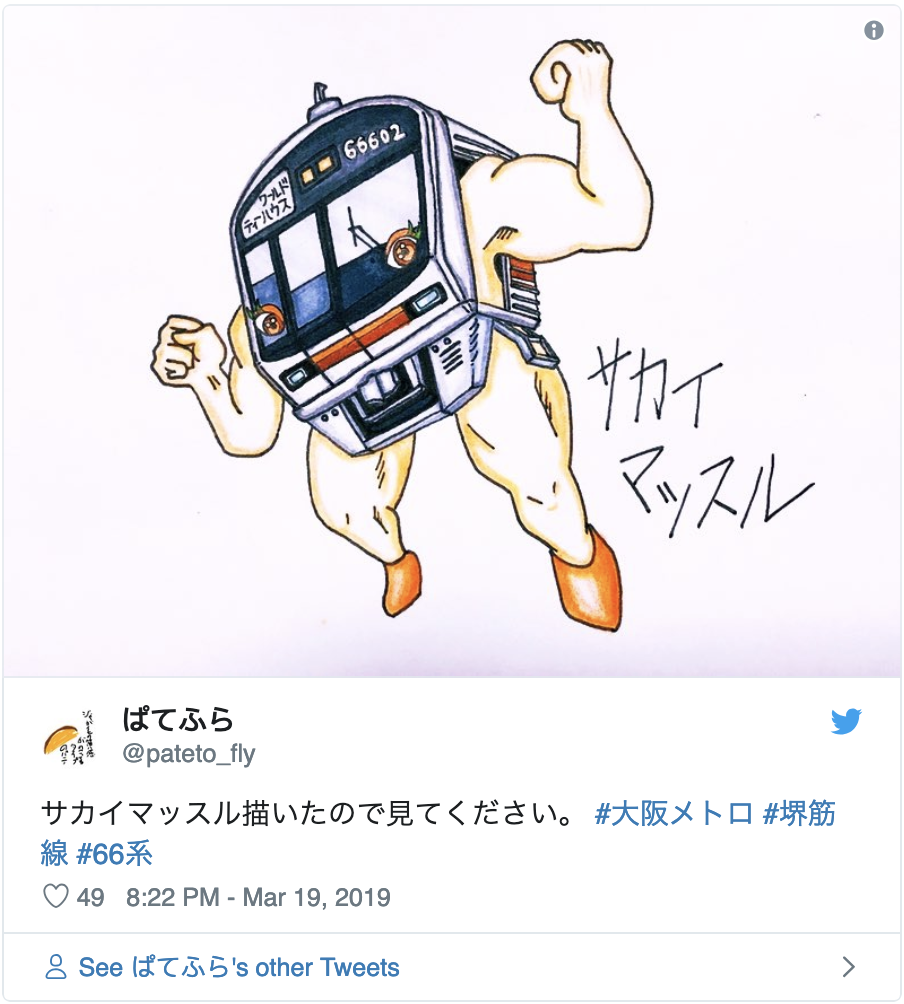 66602
ワールド
ティーハウス
サカイ
マッスル
ぱてふら
@pateto_fly
サカイマッスル描いたので見てください。 #大阪メトロ #堺筋
線 #66系
49 8:22 PM - Mar 19, 2019
See ぱてふら's other Tweets